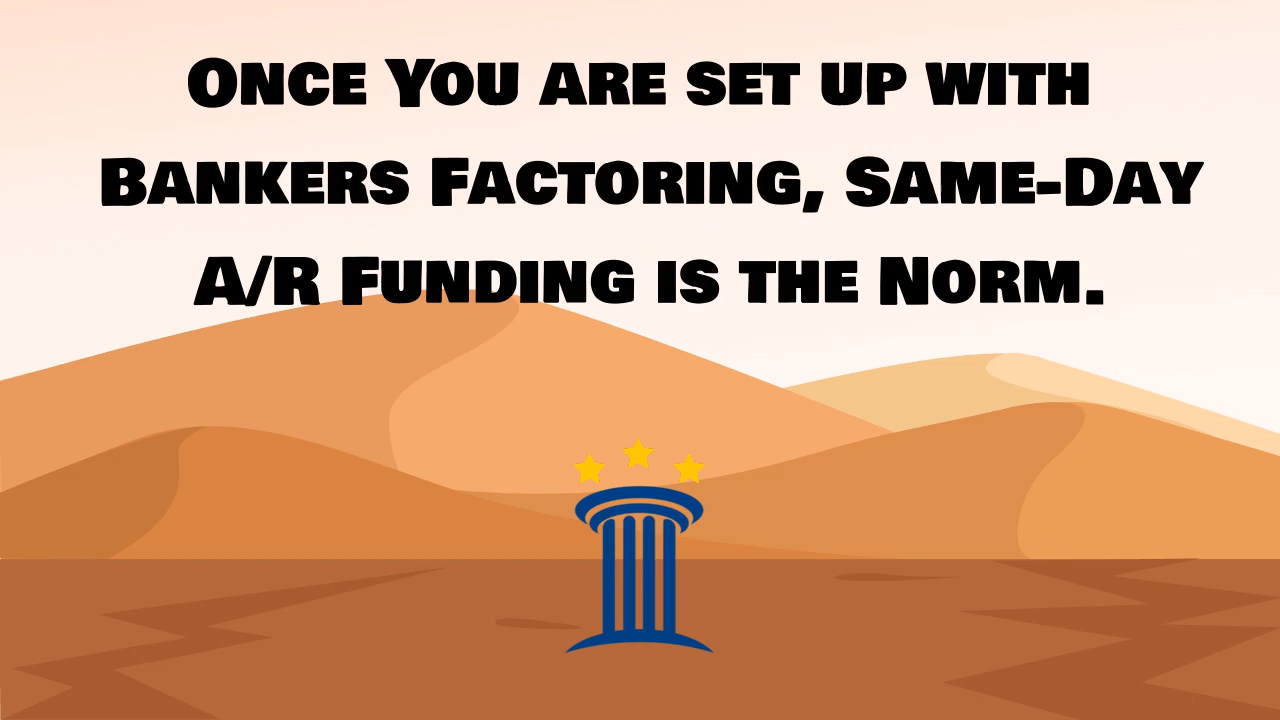 Once You are set up with
Bankers Factoring, Same-Day
A/R Funding is the Norm.